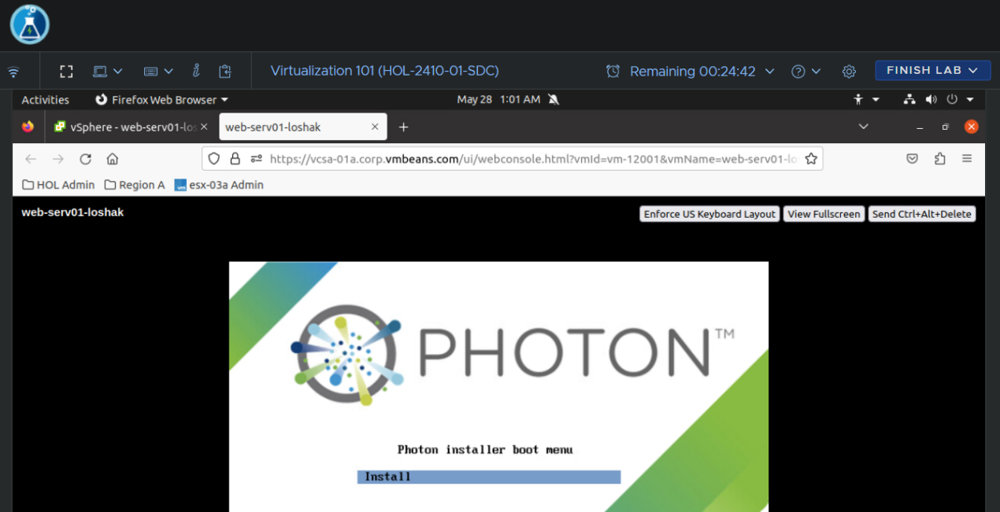 Virtualization 101 (HOL-2410-01-SDC) Remaining 00:24:42 FINISH LAB
Activities Firefox Web Browser May 28 1:01 AM
vSphere - web-serv01-los web-serv01-loshak
https://vcsa-01a.corp.vmbeans.com/ui/webconsole.html?vmId=vm-12001&vmName=web-serv01-lo
HOL Admin Region A vm esx-03a Admin
web-serv01-loshak Enforce US Keyboard Layout View Fullscreen Send Ctrl+Alt+Delete
PHOTON™
Photon installer boot menu
Install